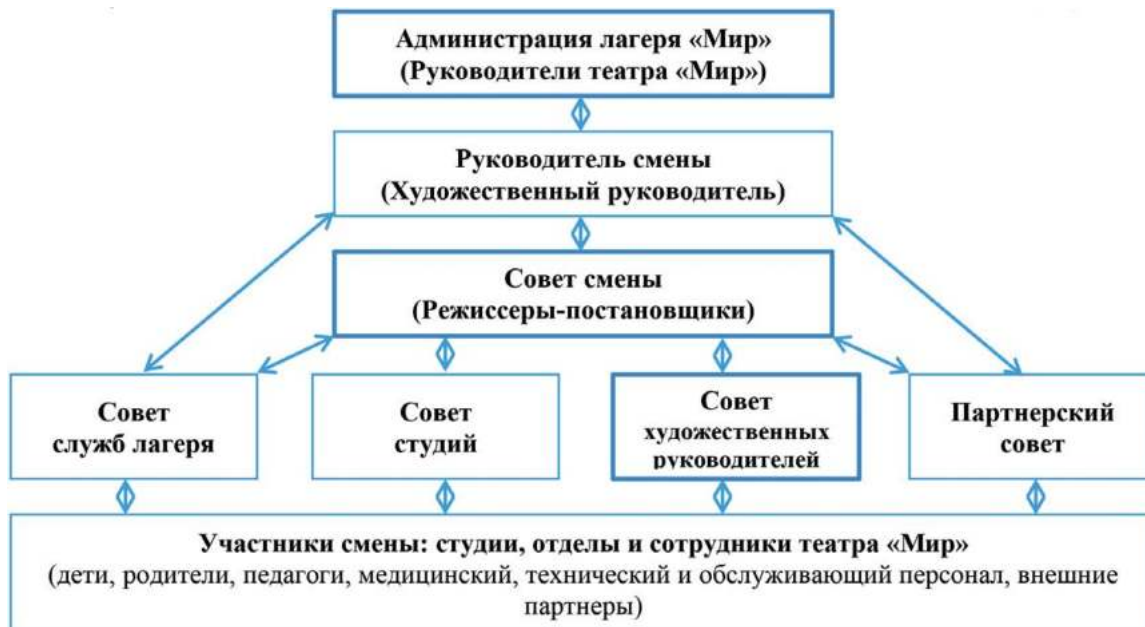 Администрация лагеря «Мир»
(Руководители театра «Мир»)
Руководитель смены
(Художественный руководитель)
Совет смены
(Режиссеры-постановщики)
Совет
служб лагеря
Совет
студий
Совет
художественных
руководителей
Партнерский
совет
Участники смены: студии, отделы и сотрудники театра «Мир»
(дети, родители, педагоги, медицинский, технический и обслуживающий персонал, внешние
партнеры)